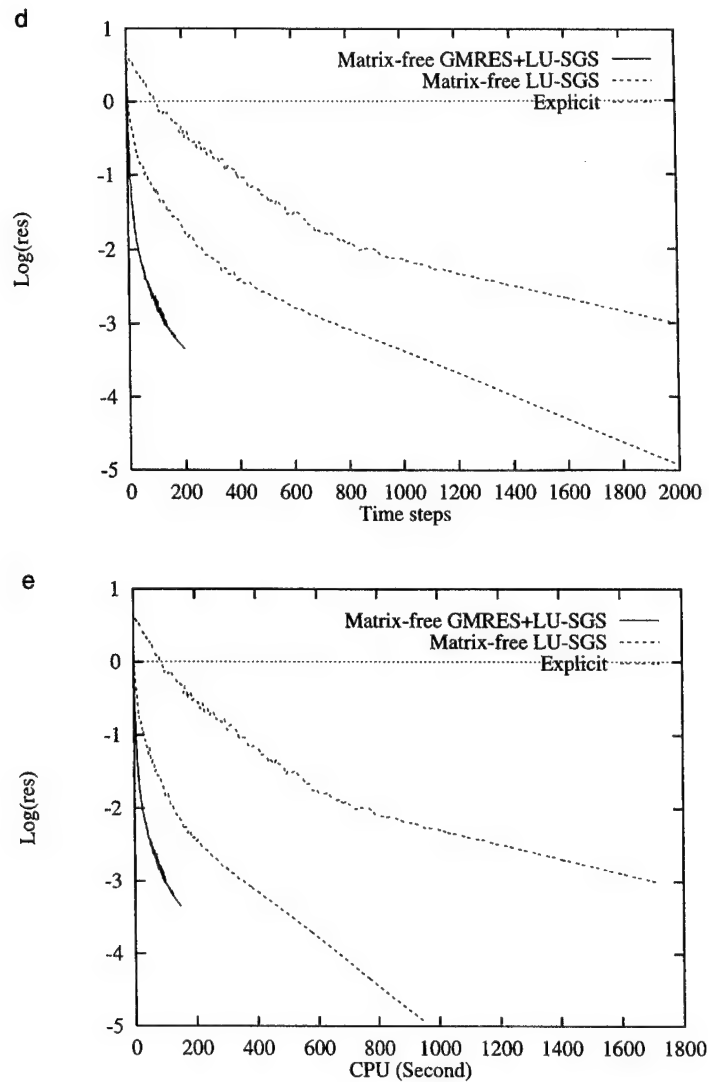 d
1
0
-1
-2
-3
-4
-5
Log(res)
Matrix-free GMRES+LU-SGS
Matrix-free LU-SGS
Explicit
0 200 400 600 800 1000 1200 1400 1600 1800 2000
Time steps
e
1
0
-1
-2
-3
-4
-5
Log(res)
Matrix-free GMRES+LU-SGS
Matrix-free LU-SGS
Explicit
0 200 400 600 800 1000 1200 1400 1600 1800
CPU (Second)